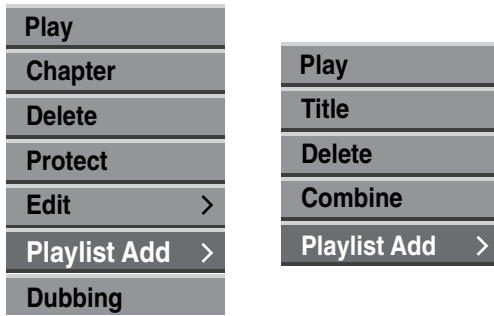 Play
Chapter
Delete
Protect
Edit >
Playlist Add >
Dubbing
Play
Title
Delete
Combine
Playlist Add >